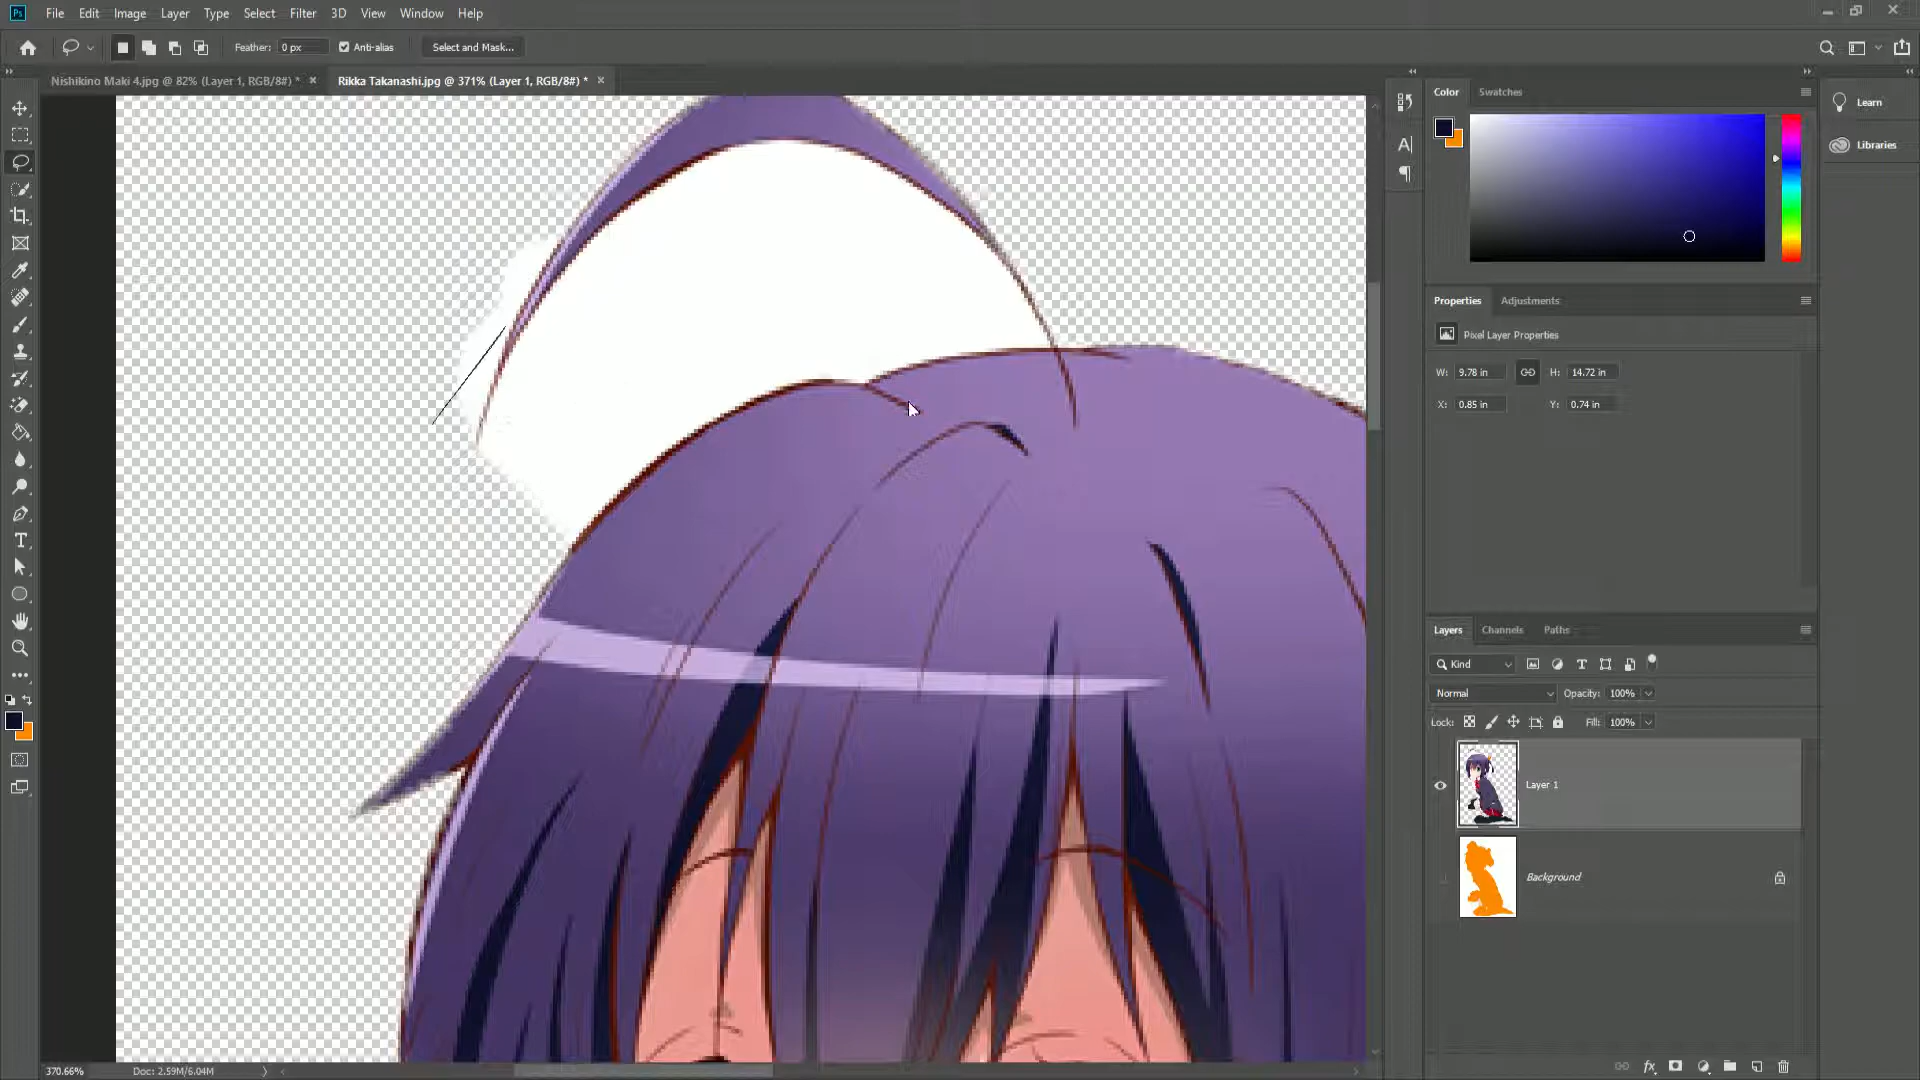 Ps File Edit Image Layer Type Select Filter 3D View Window Help
Feather: 0 px Anti-alias Select and Mask...
Nishikino Maki 4.jpg @ 82% (Layer 1, RGB/8#) * × Rikka Takanashi.jpg @ 371% (Layer 1, RGB/8#) * ×
Color Swatches
Learn
Libraries
Properties Adjustments
Pixel Layer Properties
W: 9.78 in H: 14.72 in
X: 0.85 in Y: 0.74 in
Layers Channels Paths
Kind
Normal Opacity: 100%
Lock: Fill: 100%
Layer 1
Background
fx
370.66% Doc: 2.59M/6.04M